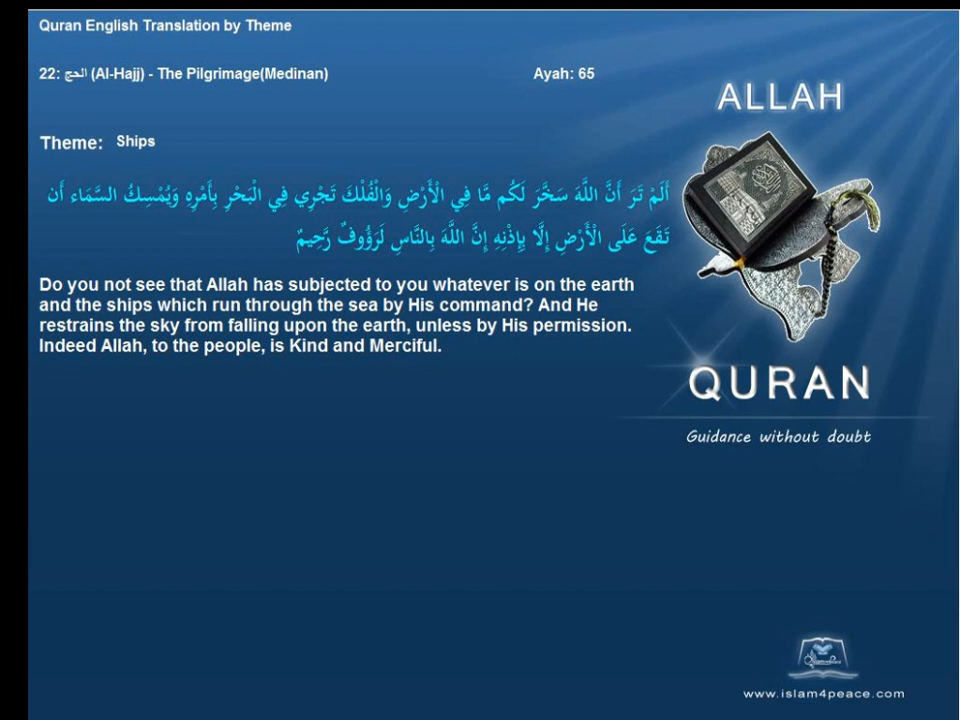 Quran English Translation by Theme
22: الحج (Al-Hajj) - The Pilgrimage(Medinan) Ayah: 65
Theme: Ships
أَلَمْ تَرَ أَنَّ اللَّهَ سَخَّرَ لَكُم مَّا فِي الْأَرْضِ وَالْفُلْكَ تَجْرِي فِي الْبَحْرِ بِأَمْرِهِ وَيُمْسِكُ السَّمَاء أَن
تَقَعَ عَلَى الْأَرْضِ إِلَّا بِإِذْنِهِ إِنَّ اللَّهَ بِالنَّاسِ لَرَؤُوفٌ رَّحِيمٌ
Do you not see that Allah has subjected to you whatever is on the earth
and the ships which run through the sea by His command? And He
restrains the sky from falling upon the earth, unless by His permission.
Indeed Allah, to the people, is Kind and Merciful.
ALLAH
QURAN
Guidance without doubt
www.islam4peace.com